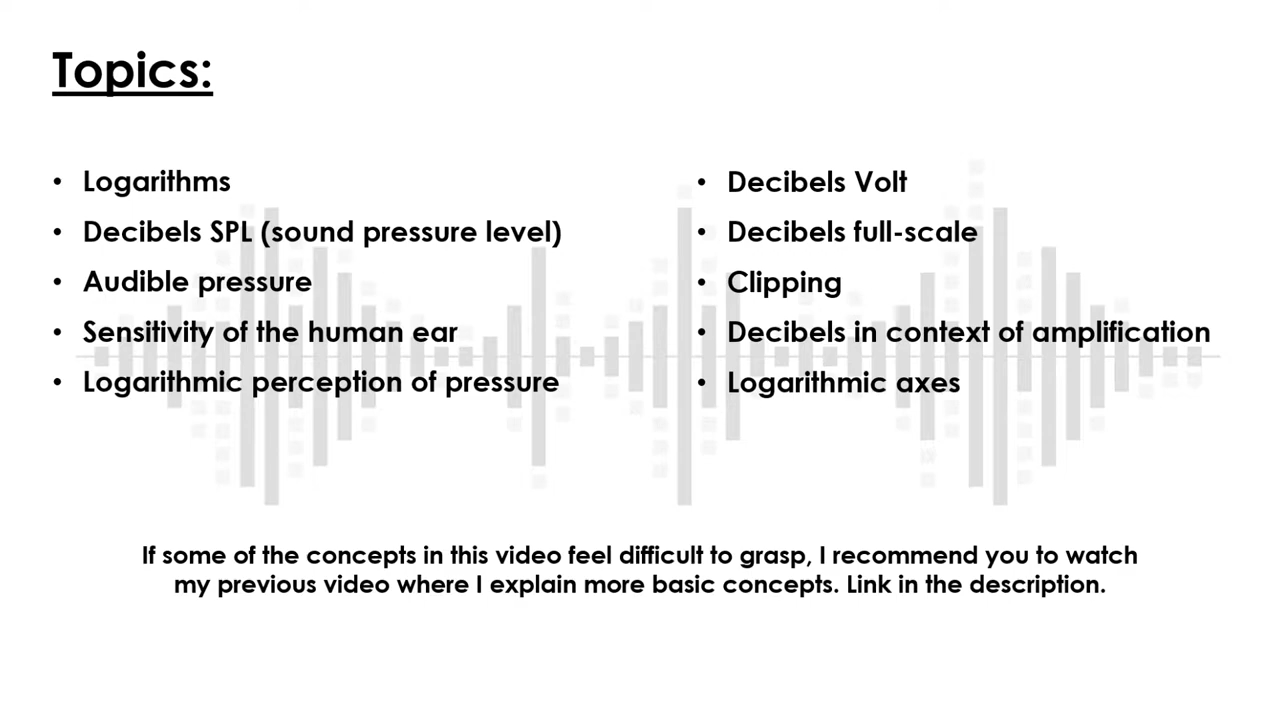 Topics:
• Logarithms
• Decibels SPL (sound pressure level)
• Audible pressure
• Sensitivity of the human ear
• Logarithmic perception of pressure
• Decibels Volt
• Decibels full-scale
• Clipping
• Decibels in context of amplification
• Logarithmic axes
If some of the concepts in this video feel difficult to grasp, I recommend you to watch
my previous video where I explain more basic concepts. Link in the description.